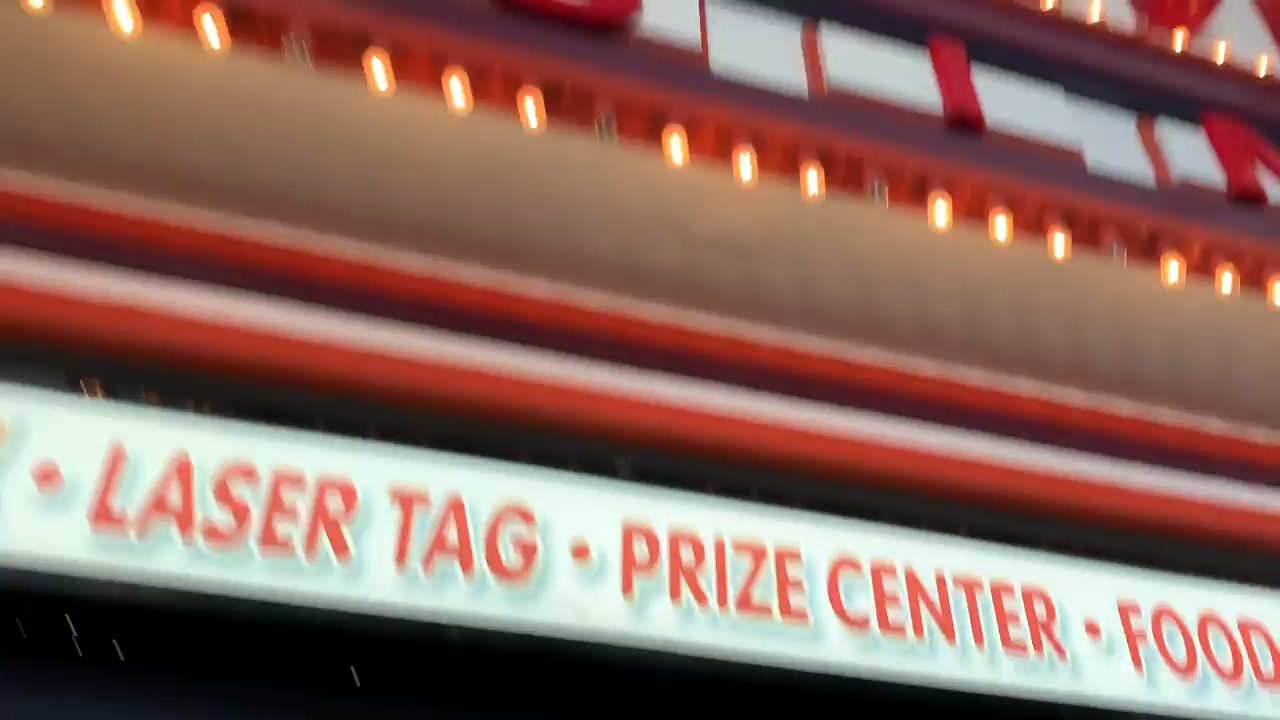 • LASER TAG • PRIZE CENTER • FOOD